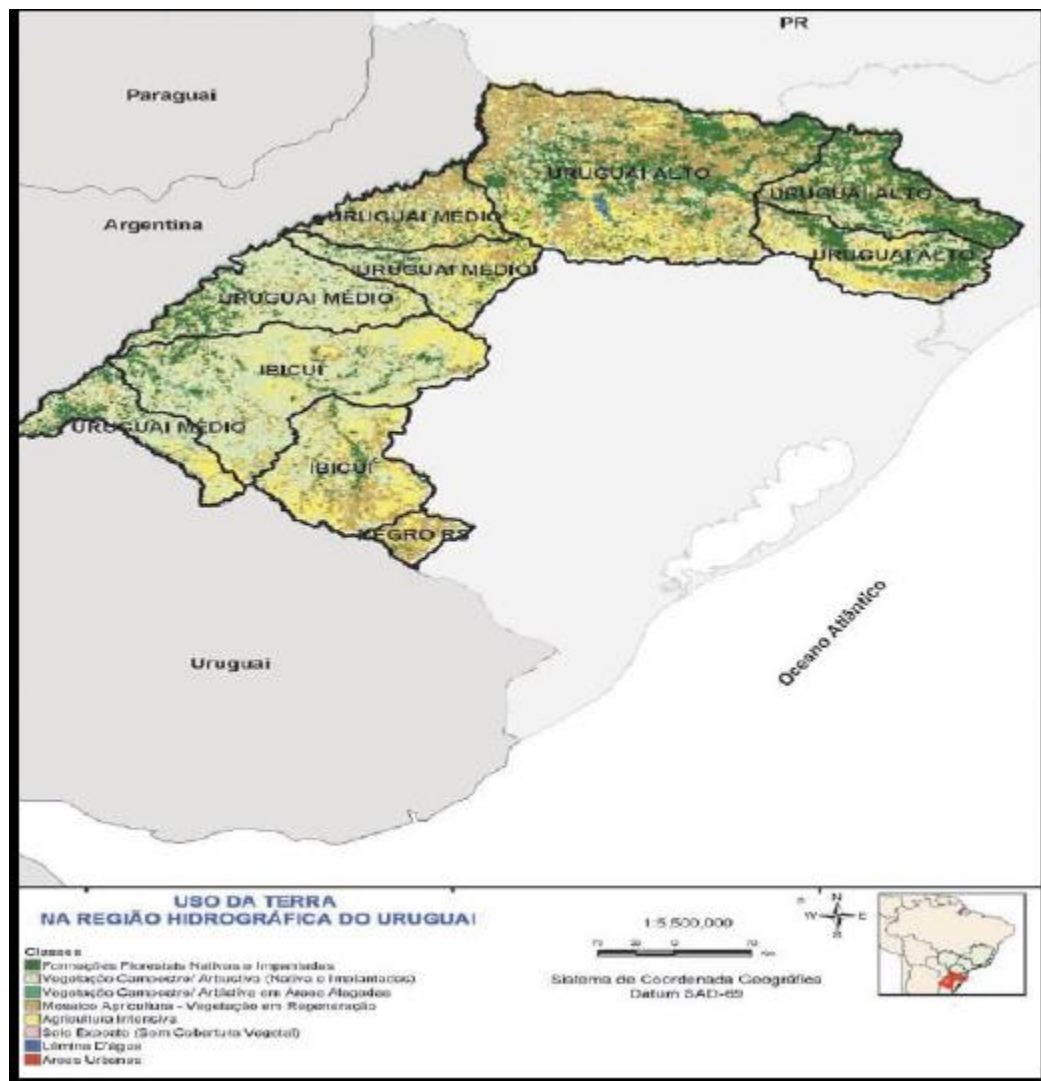 PR
Paraguai
URUGUAI ALTO
URUGUAI ALTO
Argentina
URUGUAI MÉDIO
URUGUAI ALTO
URUGUAI MÉDIO
URUGUAI MÉDIO
IBICUÍ
URUGUAI MÉDIO
IBICUÍ
NEGRO RS
Uruguai
Oceano Atlântico
USO DA TERRA
NA REGIÃO HIDROGRÁFICA DO URUGUAI
Classes
Formações Florestais Nativas e Implantadas
Vegetação Campestre/ Arbustiva (Nativa e Implantadas)
Vegetação Campestre/ Arbustiva em Áreas Alagadas
Mosaico Agricultura - Vegetação em Regeneração
Agricultura Intensiva
Solo Exposto (Sem Cobertura Vegetal)
Lâmina D'água
Áreas Urbanas
1:5,500,000
Km
Sistema de Coordenada Geográfica
Datum SAD-69
N
W E
S